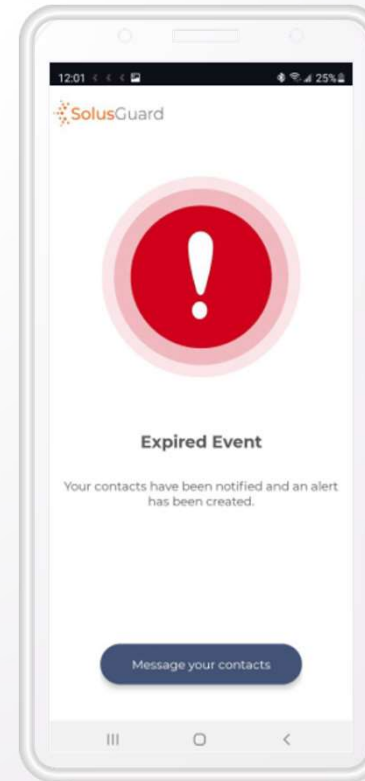 12:01
25%
SolusGuard
Expired Event
Your contacts have been notified and an alert
has been created.
Message your contacts